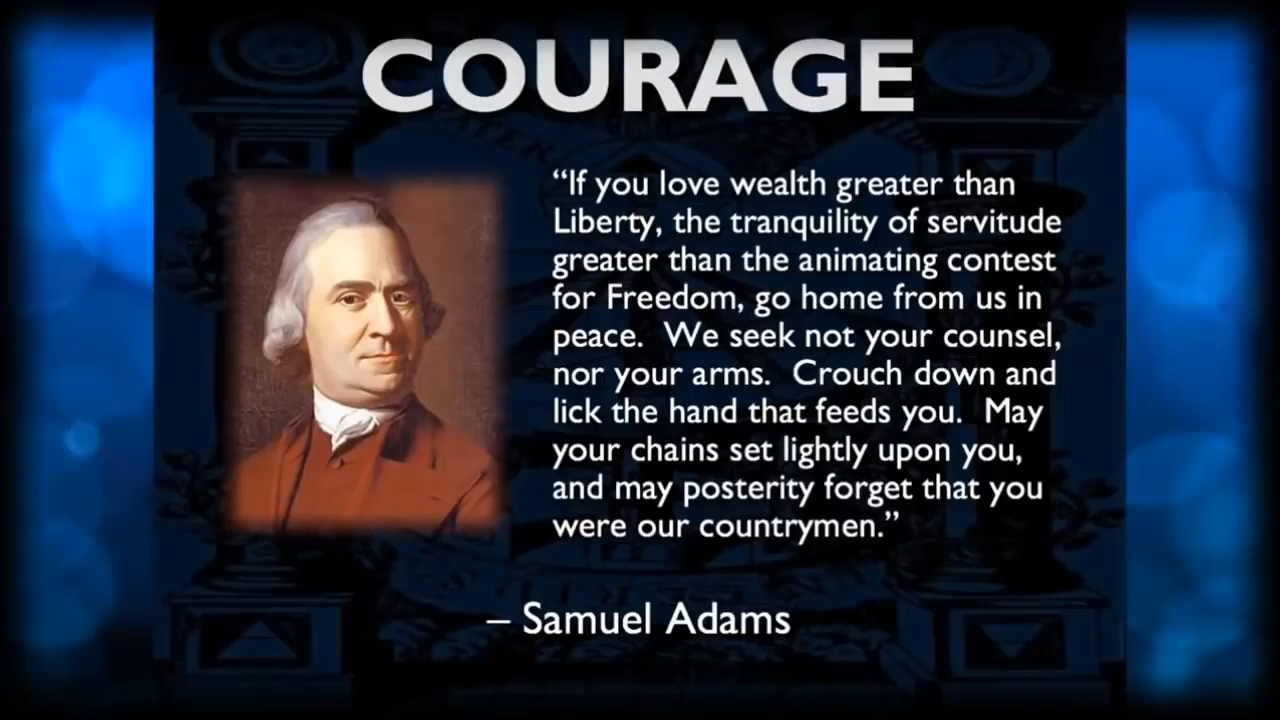 COURAGE
“If you love wealth greater than
Liberty, the tranquility of servitude
greater than the animating contest
for Freedom, go home from us in
peace.  We seek not your counsel,
nor your arms.  Crouch down and
lick the hand that feeds you.  May
your chains set lightly upon you,
and may posterity forget that you
were our countrymen.”
– Samuel Adams